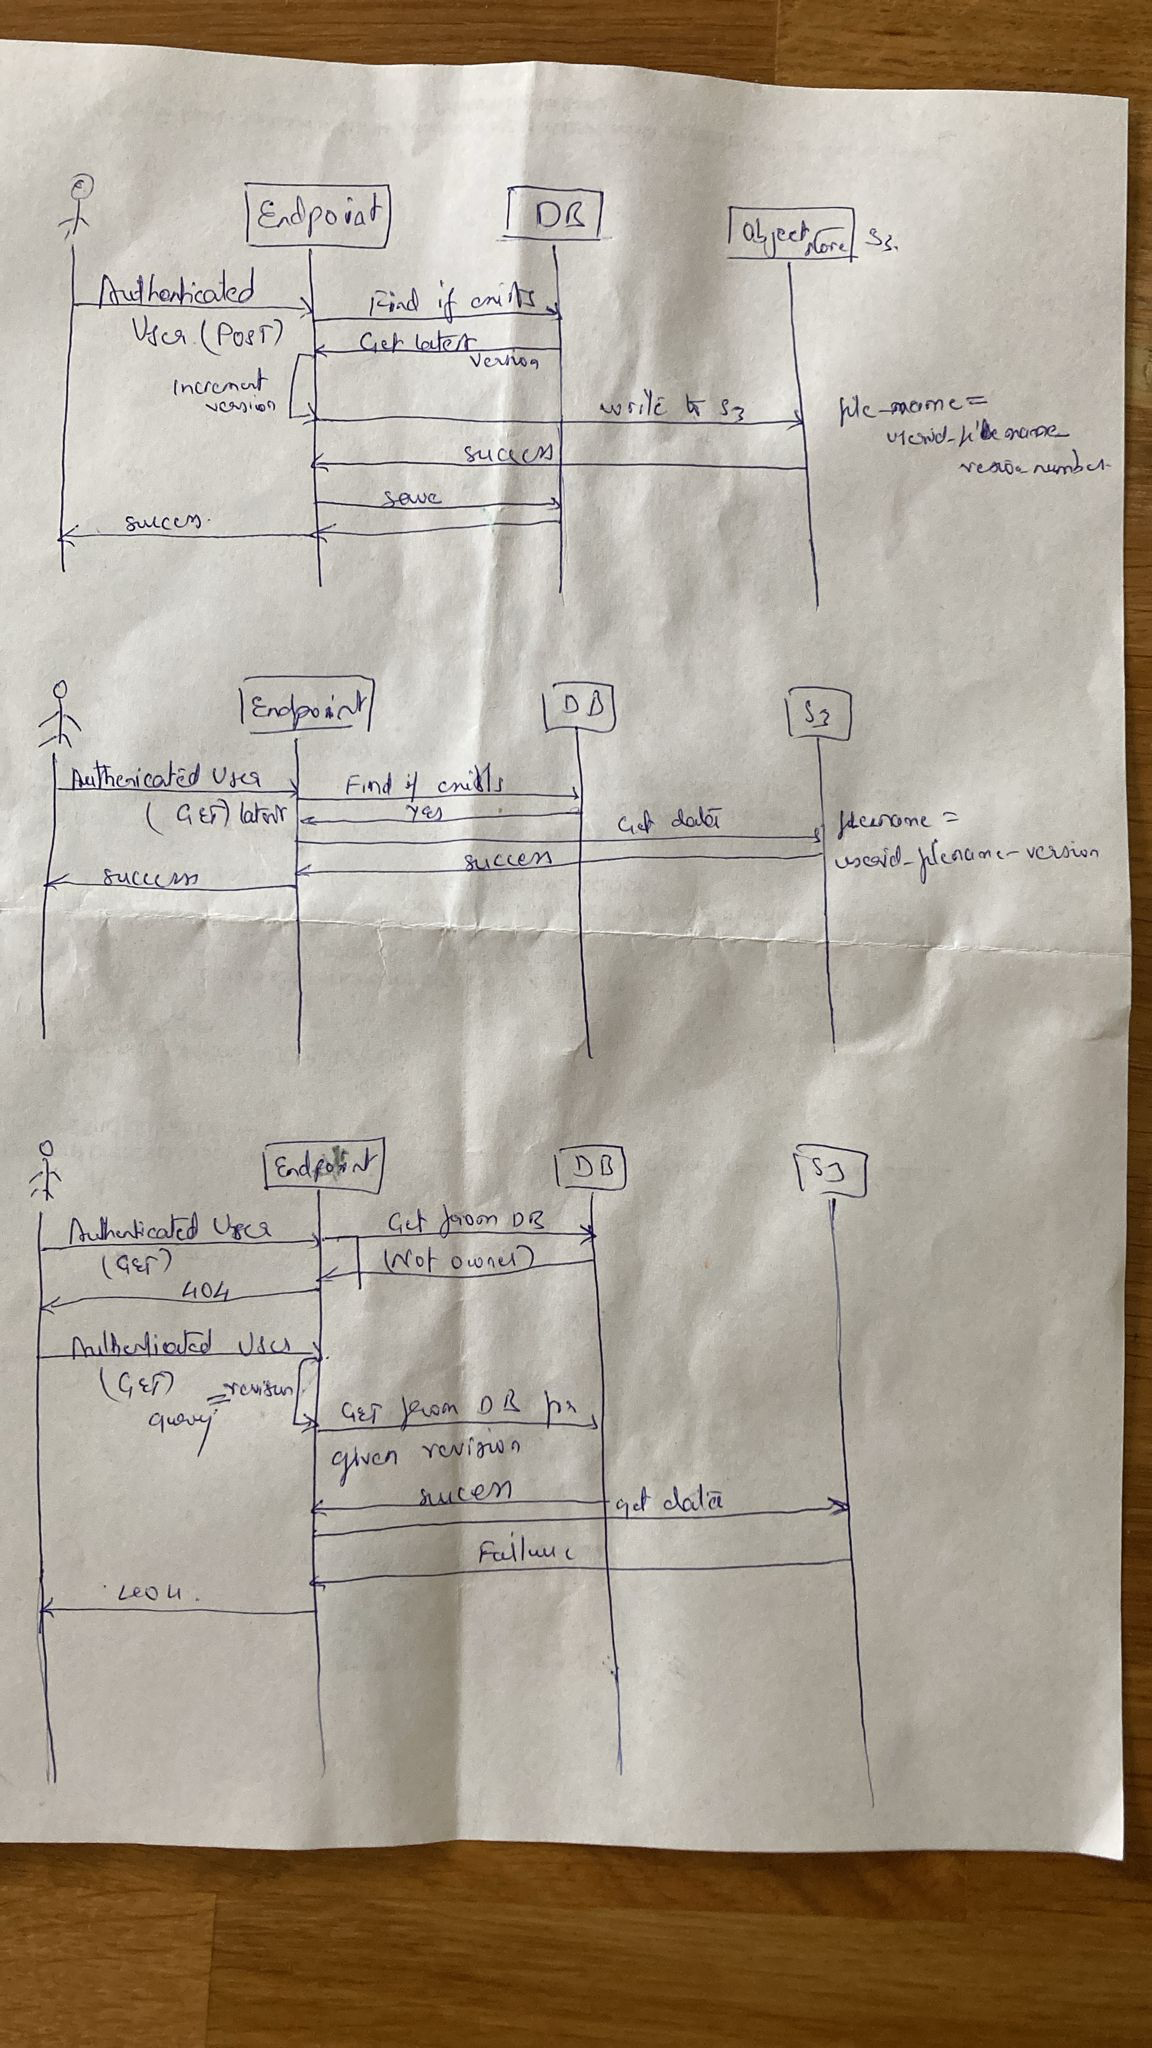 Endpoint
DB
Object store S3.
Authenticated
User (POST)
Find if exists
Get latest
version
Increment
version
write to S3
file-name =
userid-filename
version number
success
save
success.
Endpoint
DB
S3
Authenicated User
(GET) latest
Find if exists
Yes
Get data
filename =
userid-filename-version
success
success
Endpoint
DB
S3
Authenticated User
(GET)
Get from DB
(Not owner)
404
Authenticated User
(GET)
query = revision
GET from DB for
given revision
sucess
get data
Failure
404.